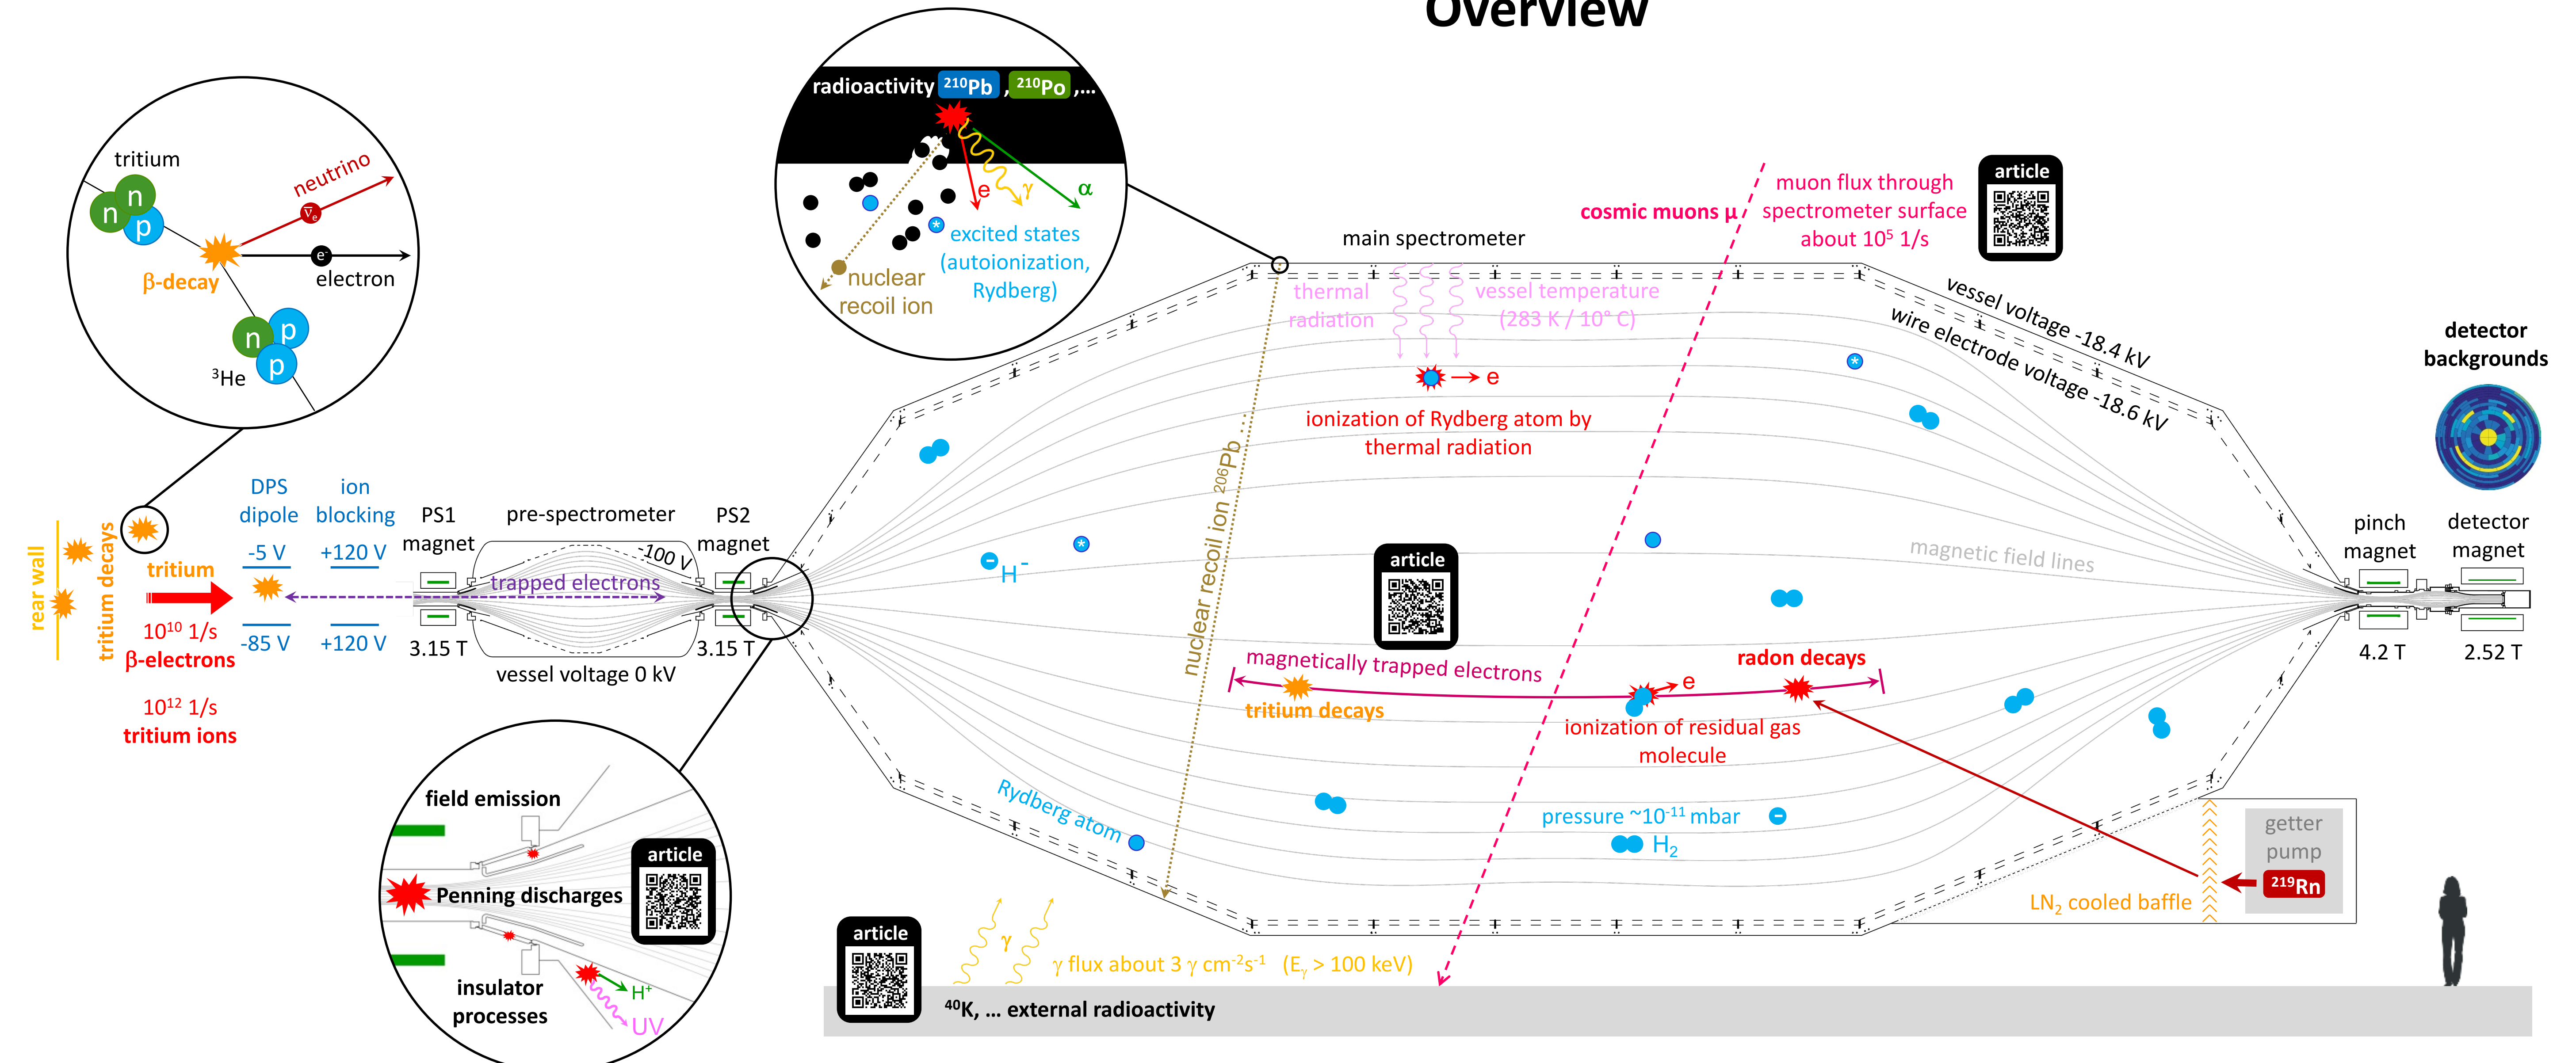 Overview
tritium
n
n
p
neutrino
ν̅e
e⁻
electron
β-decay
n
p
p
³He
radioactivity ²¹⁰Pb , ²¹⁰Po ,...
e
γ
α
*
excited states
(autoionization,
Rydberg)
nuclear
recoil ion
cosmic muons μ
muon flux through
spectrometer surface
about 10⁵ 1/s
article
main spectrometer
thermal
radiation
vessel temperature
(283 K / 10° C)
vessel voltage -18.4 kV
wire electrode voltage -18.6 kV
detector
backgrounds
e
ionization of Rydberg atom by
thermal radiation
*
rear wall
tritium decays
tritium
10¹⁰ 1/s
β-electrons
10¹² 1/s
tritium ions
DPS
dipole
-5 V
-85 V
ion
blocking
+120 V
+120 V
PS1
magnet
3.15 T
pre-spectrometer
-100 V
trapped electrons
vessel voltage 0 kV
PS2
magnet
3.15 T
*
- H⁻
nuclear recoil ion ²⁰⁶Pb ...
article
magnetic field lines
pinch
magnet
4.2 T
detector
magnet
2.52 T
magnetically trapped electrons
radon decays
tritium decays
e
ionization of residual gas
molecule
Rydberg atom
pressure ~10⁻¹¹ mbar
-
H₂
getter
pump
²¹⁹Rn
LN₂ cooled baffle
field emission
Penning discharges
article
insulator
processes
H⁺
UV
article
γ
γ flux about 3 γ cm⁻²s⁻¹ (Eγ > 100 keV)
⁴⁰K, ... external radioactivity